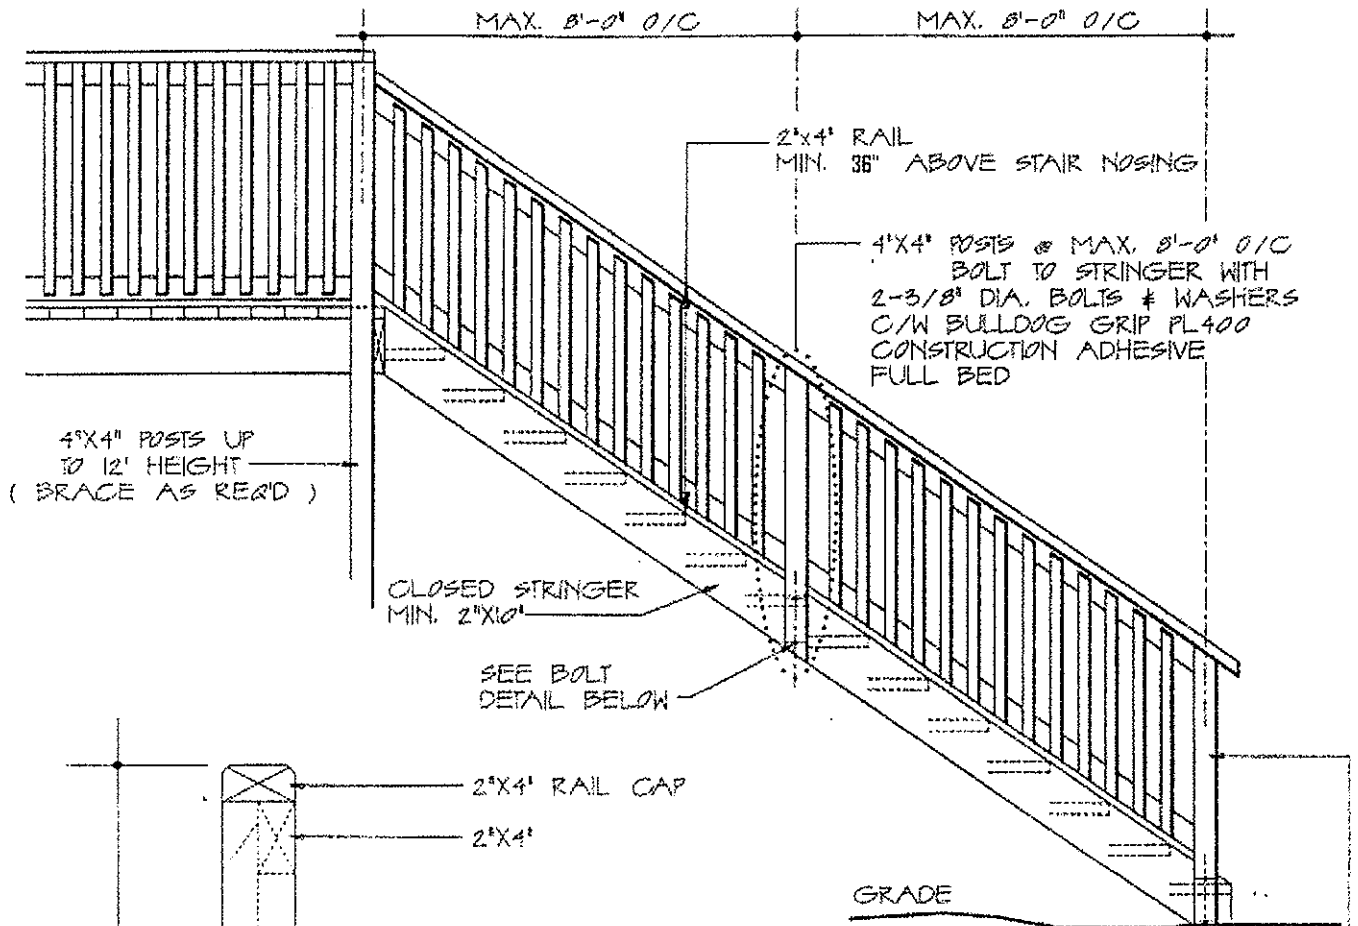 MAX. 8'-0" O/C
MAX. 8'-0" O/C
2"X4" RAIL
MIN. 36" ABOVE STAIR NOSING
4"X4" POSTS @ MAX. 8'-0" O/C
BOLT TO STRINGER WITH
2-3/8" DIA. BOLTS & WASHERS
C/W BULLDOG GRIP PL400
CONSTRUCTION ADHESIVE
FULL BED
4"X4" POSTS UP
TO 12' HEIGHT
( BRACE AS REQ'D )
CLOSED STRINGER
MIN. 2"X10"
SEE BOLT
DETAIL BELOW
2"X4" RAIL CAP
2"X4"
GRADE